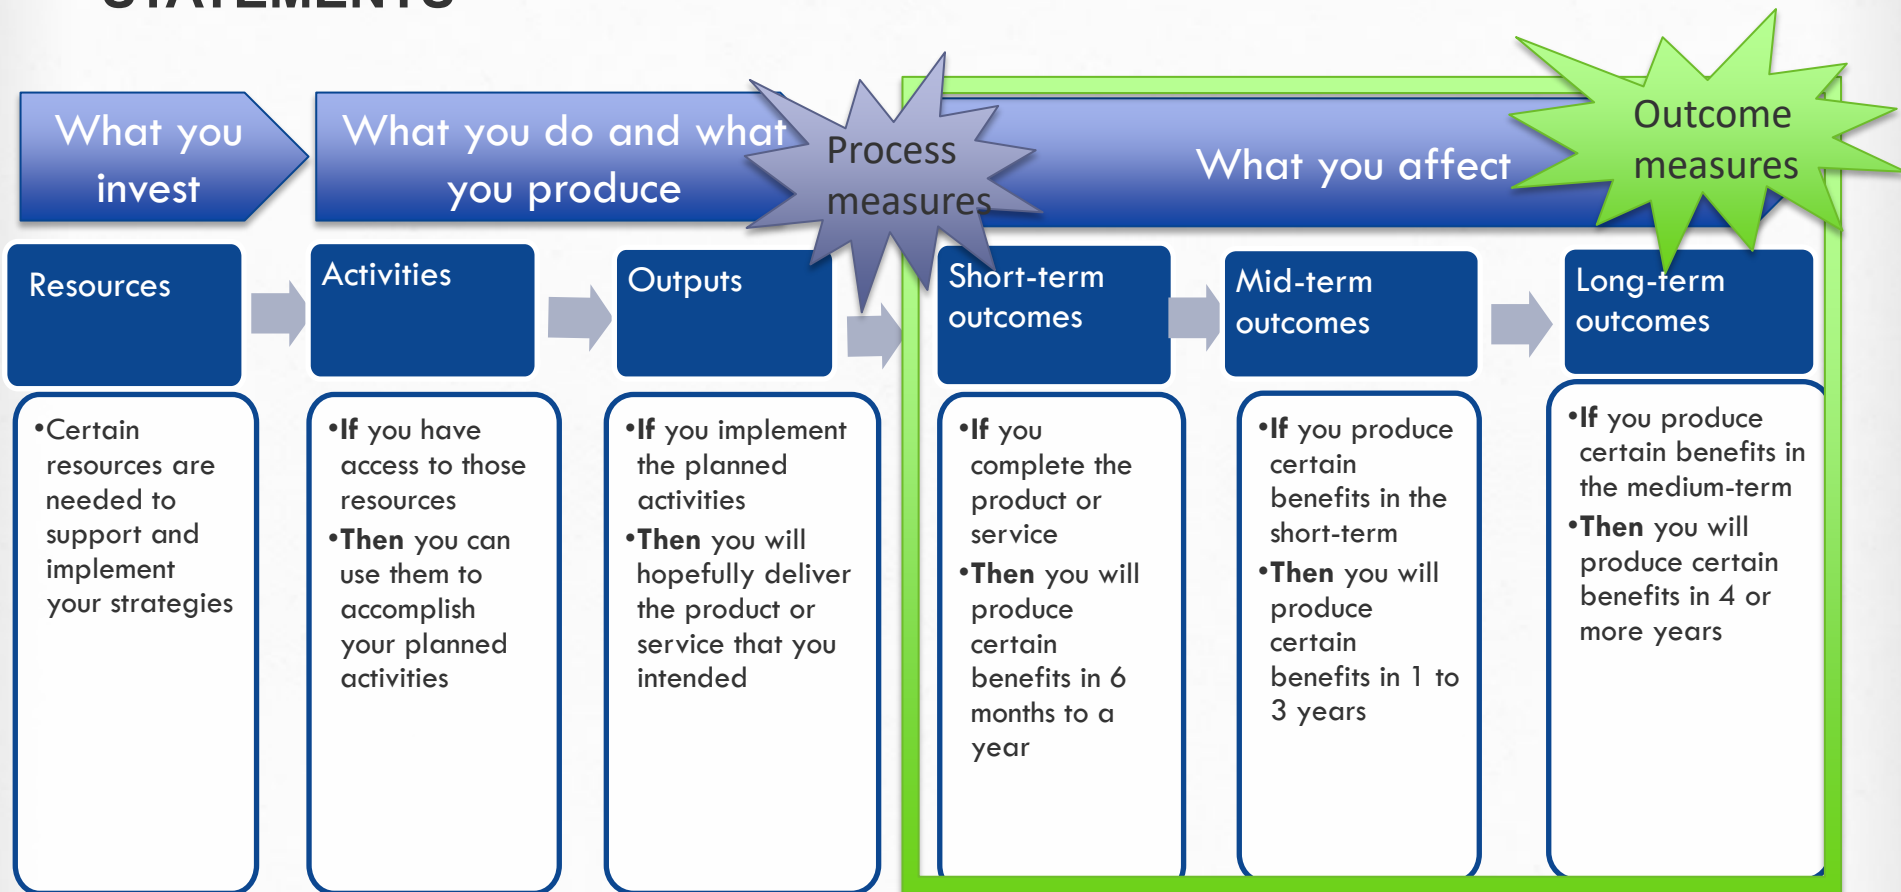 STATEMENTS
What you
invest
What you do and what
you produce
Process
measures
What you affect
Outcome
measures
Resources
Activities
Outputs
Short-term
outcomes
Mid-term
outcomes
Long-term
outcomes
•Certain
resources are
needed to
support and
implement
your strategies
•If you have
access to those
resources
•Then you can
use them to
accomplish
your planned
activities
•If you implement
the planned
activities
•Then you will
hopefully deliver
the product or
service that you
intended
•If you
complete the
product or
service
•Then you will
produce
certain
benefits in 6
months to a
year
•If you produce
certain
benefits in the
short-term
•Then you will
produce
certain
benefits in 1 to
3 years
•If you produce
certain benefits in
the medium-term
•Then you will
produce certain
benefits in 4 or
more years